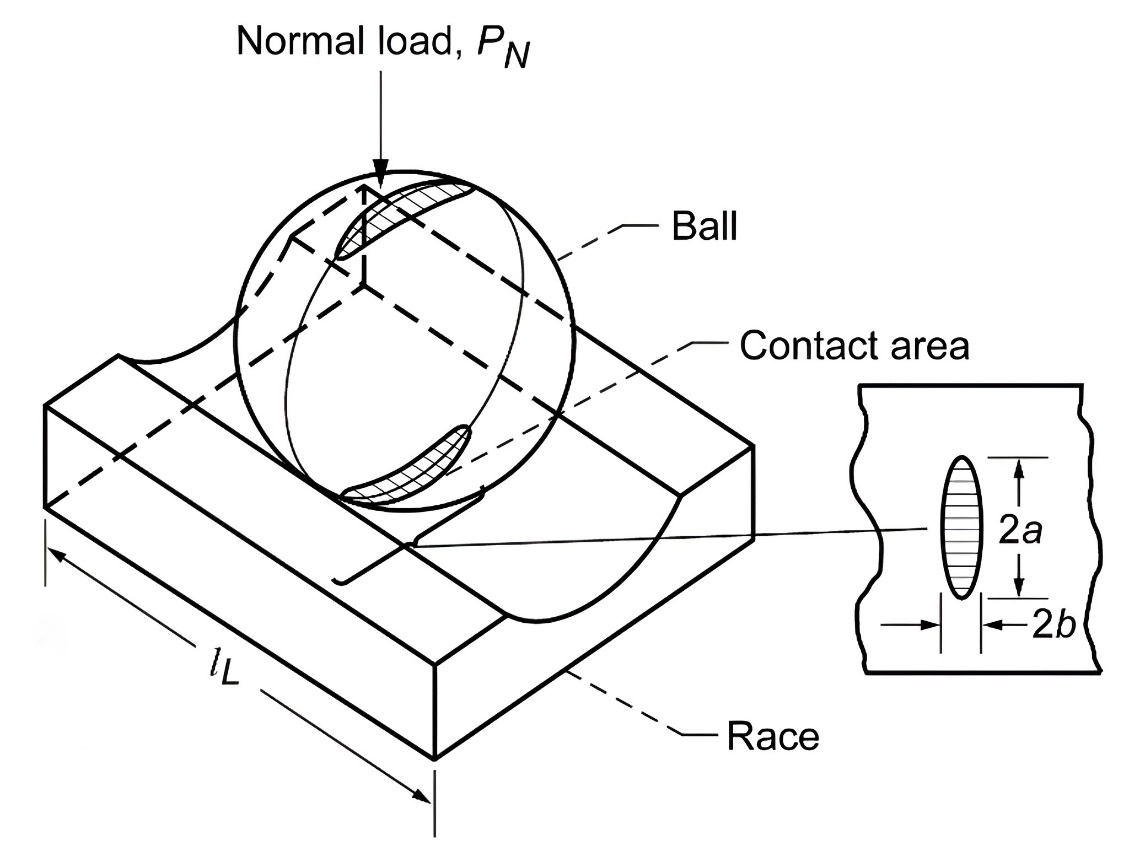 Normal load, P_N
Ball
Contact area
2a
2b
l_L
Race